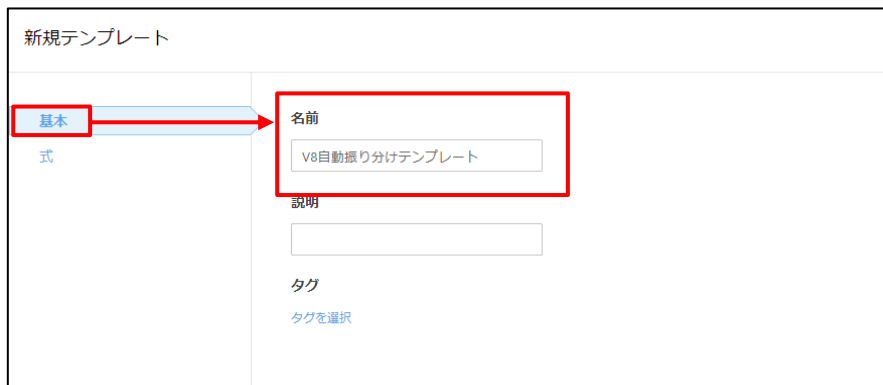 新規テンプレート
基本
式
名前
V8自動振り分けテンプレート
説明
タグ
タグを選択